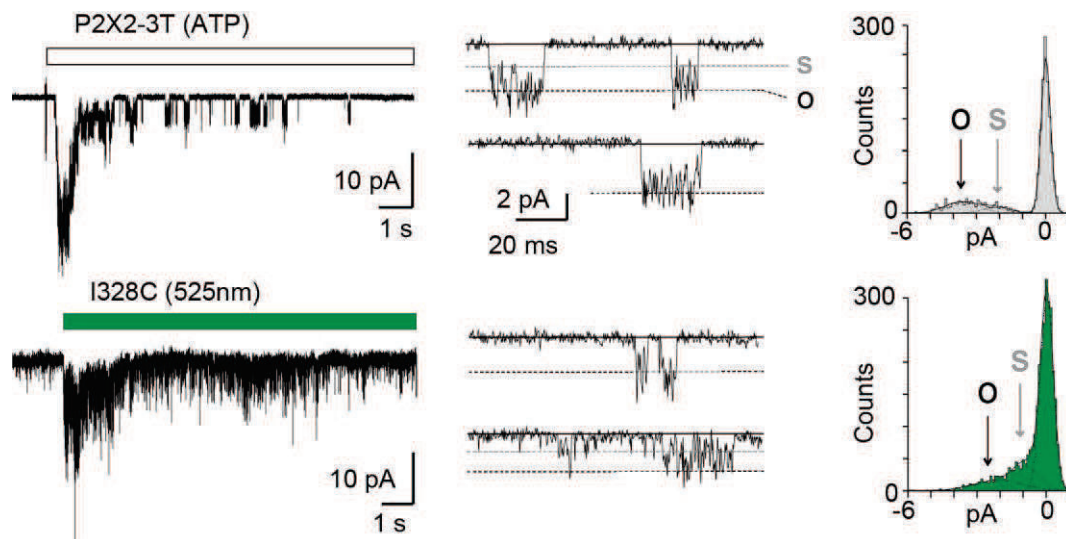 P2X2-3T (ATP)
10 pA
1 s
S
O
2 pA
20 ms
300
Counts
O
S
0
-6
0
pA
I328C (525nm)
10 pA
1 s
300
Counts
O
S
0
-6
0
pA